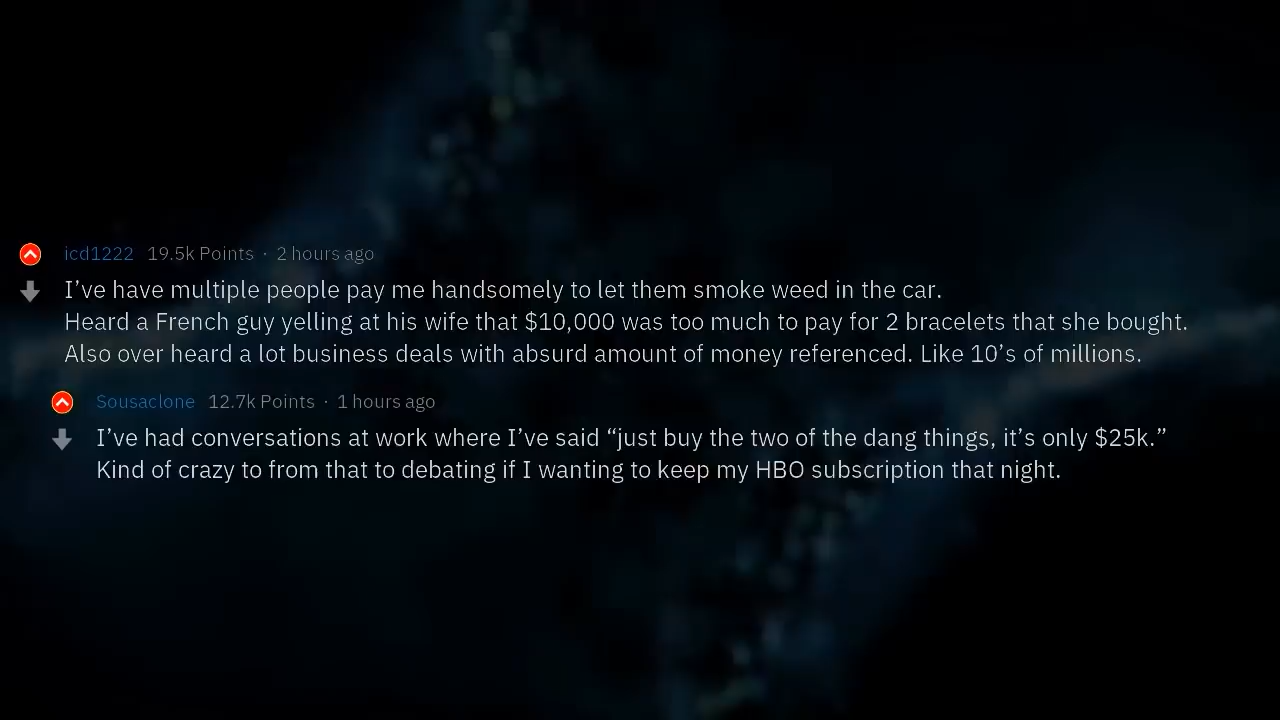 icd1222 19.5k Points · 2 hours ago
I’ve have multiple people pay me handsomely to let them smoke weed in the car.
Heard a French guy yelling at his wife that $10,000 was too much to pay for 2 bracelets that she bought.
Also over heard a lot business deals with absurd amount of money referenced. Like 10’s of millions.
Sousaclone 12.7k Points · 1 hours ago
I’ve had conversations at work where I’ve said “just buy the two of the dang things, it’s only $25k.”
Kind of crazy to from that to debating if I wanting to keep my HBO subscription that night.